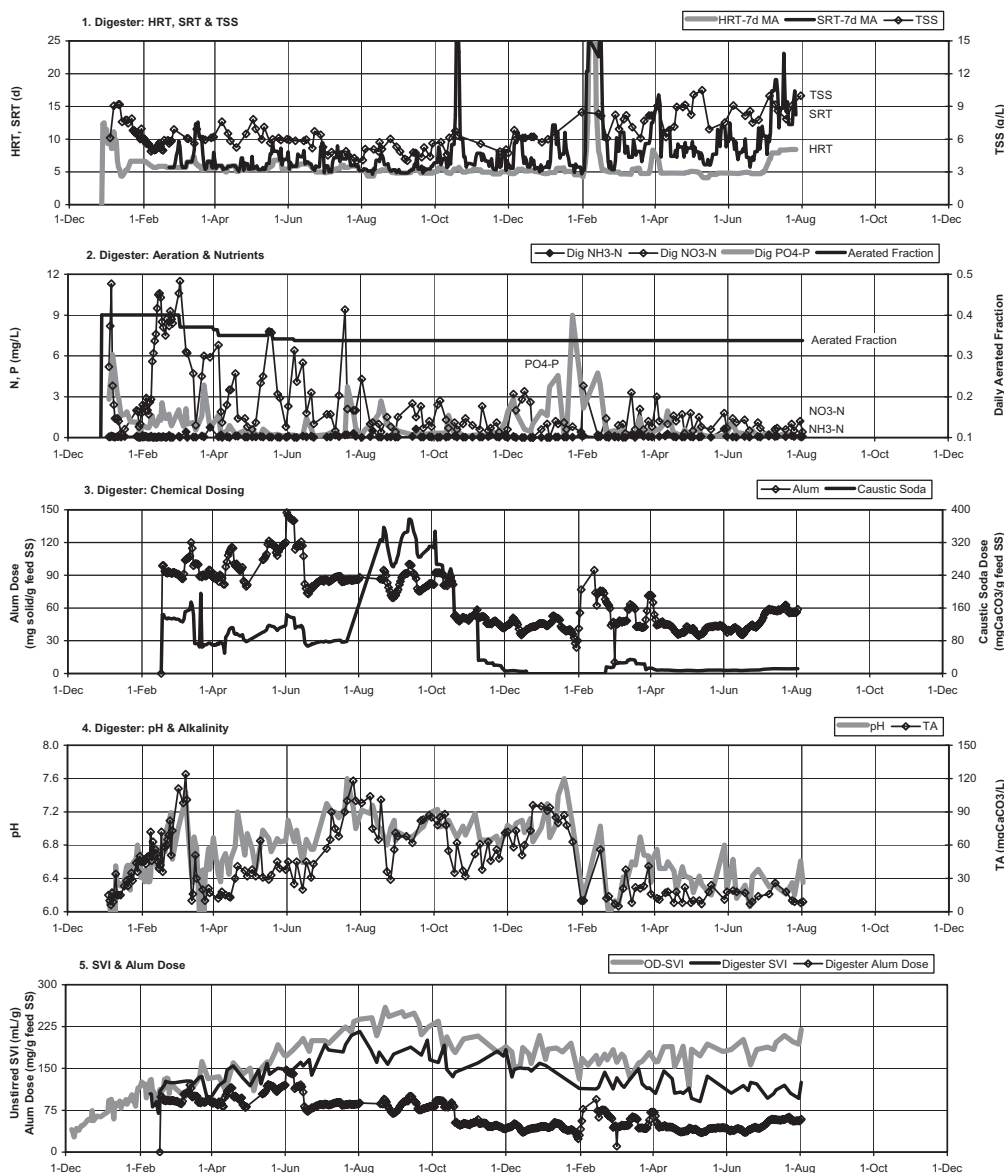 1. Digester: HRT, SRT & TSS
HRT-7d MA SRT-7d MA TSS
25 20 15 10 5 0
HRT, SRT (d)
15 12 9 6 3 0
TSS (g/L)
TSS
SRT
HRT
1-Dec 1-Feb 1-Apr 1-Jun 1-Aug 1-Oct 1-Dec 1-Feb 1-Apr 1-Jun 1-Aug 1-Oct 1-Dec
2. Digester: Aeration & Nutrients
Dig NH3-N Dig NO3-N Dig PO4-P Aerated Fraction
12 9 6 3 0
N, P (mg/L)
0.5 0.4 0.3 0.2 0.1
Daily Aerated Fraction
Aerated Fraction
PO4-P
NO3-N
NH3-N
1-Dec 1-Feb 1-Apr 1-Jun 1-Aug 1-Oct 1-Dec 1-Feb 1-Apr 1-Jun 1-Aug 1-Oct 1-Dec
3. Digester: Chemical Dosing
Alum Caustic Soda
150 120 90 60 30 0
Alum Dose
(mg solid/g feed SS)
400 320 240 160 80 0
Caustic Soda Dose
(mgCaCO3/g feed SS)
1-Dec 1-Feb 1-Apr 1-Jun 1-Aug 1-Oct 1-Dec 1-Feb 1-Apr 1-Jun 1-Aug 1-Oct 1-Dec
4. Digester: pH & Alkalinity
pH TA
8.0 7.6 7.2 6.8 6.4 6.0
pH
150 120 90 60 30 0
TA (mgCaCO3/L)
1-Dec 1-Feb 1-Apr 1-Jun 1-Aug 1-Oct 1-Dec 1-Feb 1-Apr 1-Jun 1-Aug 1-Oct 1-Dec
5. SVI & Alum Dose
OD-SVI Digester SVI Digester Alum Dose
300 225 150 75 0
Unstirred SVI (mL/g)
Alum Dose (mg/g feed SS)
1-Dec 1-Feb 1-Apr 1-Jun 1-Aug 1-Oct 1-Dec 1-Feb 1-Apr 1-Jun 1-Aug 1-Oct 1-Dec